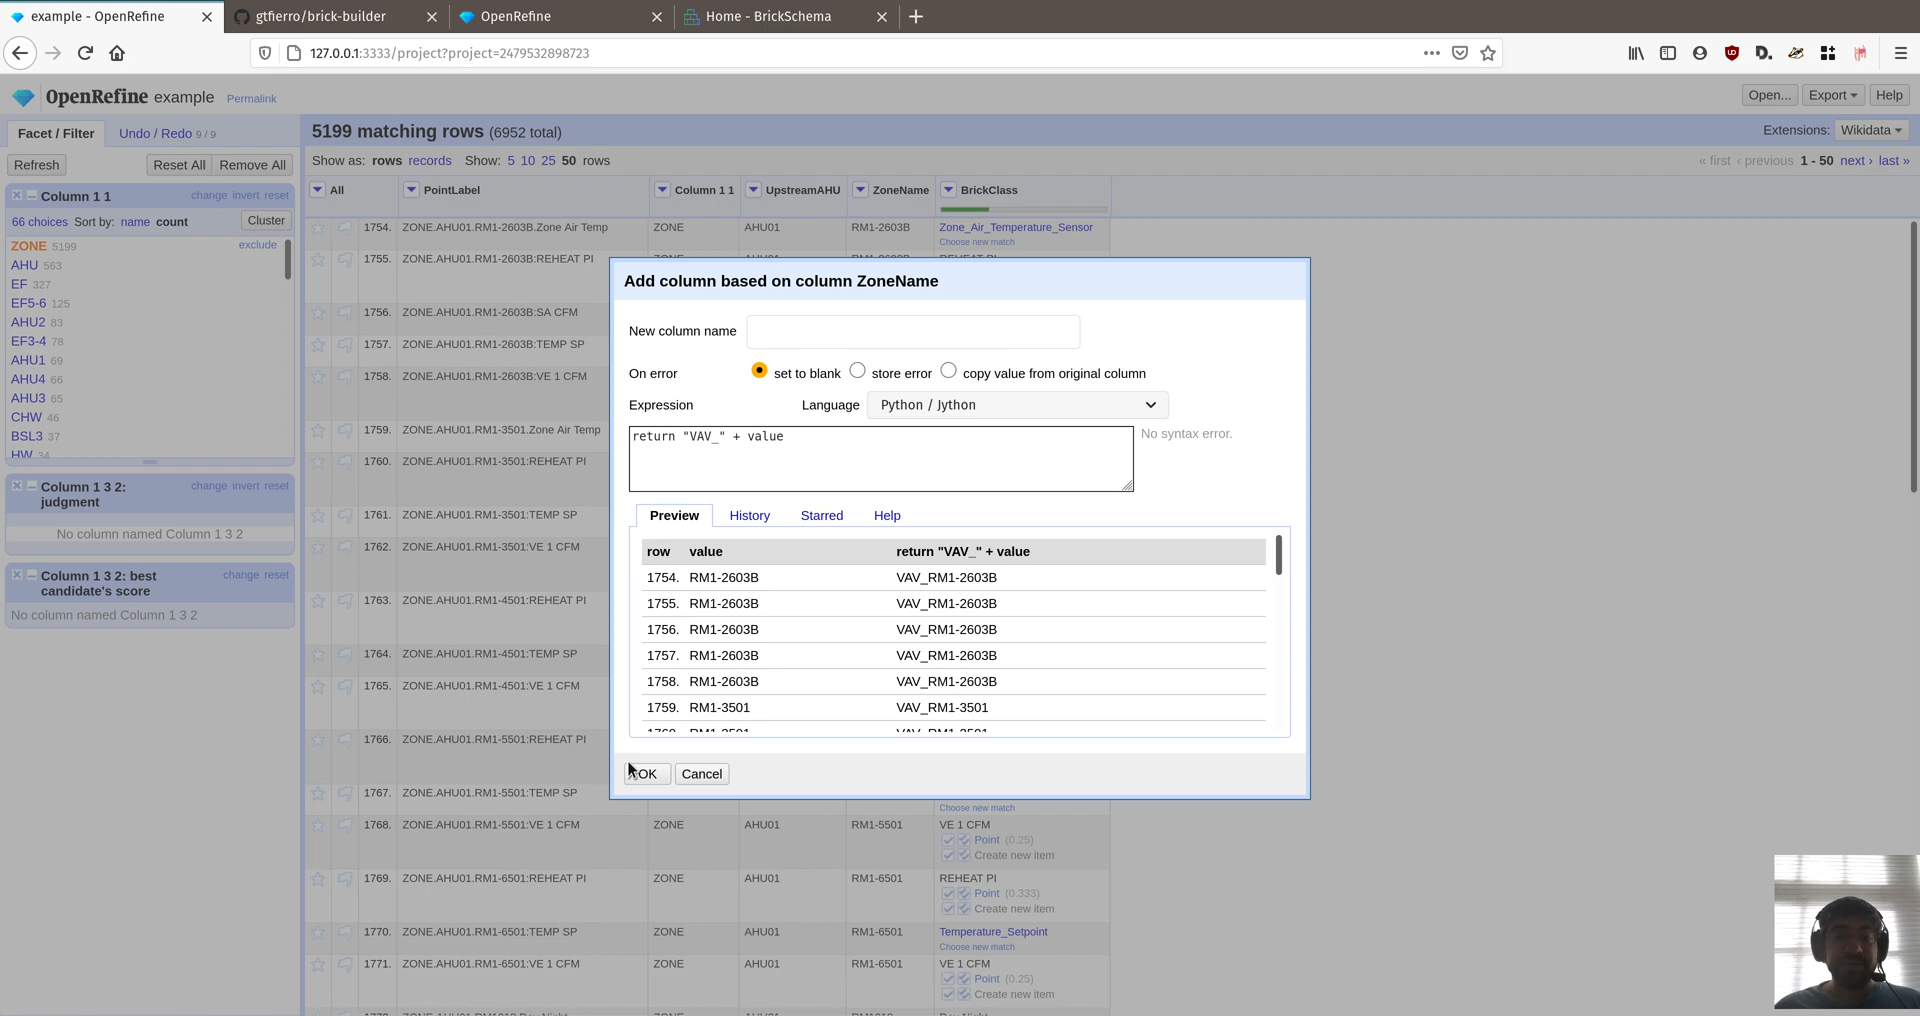 example - OpenRefine
gtfierro/brick-builder
OpenRefine
Home - BrickSchema
127.0.0.1:3333/project?project=2479532898723
OpenRefine example Permalink
Open... Export Help
Facet / Filter Undo / Redo 9 / 9
5199 matching rows (6952 total)
Extensions: Wikidata
Refresh Reset All Remove All
Show as: rows records Show: 5 10 25 50 rows
« first ‹ previous 1 - 50 next › last »
Column 1 1 change invert reset
66 choices Sort by: name count Cluster
ZONE 5199 exclude
AHU 563
EF 327
EF5-6 125
AHU2 83
EF3-4 78
AHU1 69
AHU4 66
AHU3 65
CHW 46
BSL3 37
HW 34
Column 1 3 2: judgment change invert reset
No column named Column 1 3 2
Column 1 3 2: best candidate's score change reset
No column named Column 1 3 2
All PointLabel Column 1 1 UpstreamAHU ZoneName BrickClass
1754. ZONE.AHU01.RM1-2603B.Zone Air Temp ZONE AHU01 RM1-2603B Zone_Air_Temperature_Sensor
Choose new match
1755. ZONE.AHU01.RM1-2603B:REHEAT PI
1756. ZONE.AHU01.RM1-2603B:SA CFM
1757. ZONE.AHU01.RM1-2603B:TEMP SP
1758. ZONE.AHU01.RM1-2603B:VE 1 CFM
1759. ZONE.AHU01.RM1-3501.Zone Air Temp
1760. ZONE.AHU01.RM1-3501:REHEAT PI
1761. ZONE.AHU01.RM1-3501:TEMP SP
1762. ZONE.AHU01.RM1-3501:VE 1 CFM
1763. ZONE.AHU01.RM1-4501:REHEAT PI
1764. ZONE.AHU01.RM1-4501:TEMP SP
1765. ZONE.AHU01.RM1-4501:VE 1 CFM
1766. ZONE.AHU01.RM1-5501:REHEAT PI
1767. ZONE.AHU01.RM1-5501:TEMP SP
Choose new match
1768. ZONE.AHU01.RM1-5501:VE 1 CFM ZONE AHU01 RM1-5501 VE 1 CFM
Point (0.25)
Create new item
1769. ZONE.AHU01.RM1-6501:REHEAT PI ZONE AHU01 RM1-6501 REHEAT PI
Point (0.333)
Create new item
1770. ZONE.AHU01.RM1-6501:TEMP SP ZONE AHU01 RM1-6501 Temperature_Setpoint
Choose new match
1771. ZONE.AHU01.RM1-6501:VE 1 CFM ZONE AHU01 RM1-6501 VE 1 CFM
Point (0.25)
Create new item
Add column based on column ZoneName
New column name
On error set to blank store error copy value from original column
Expression Language Python / Jython
return "VAV_" + value
No syntax error.
Preview History Starred Help
row value return "VAV_" + value
1754. RM1-2603B VAV_RM1-2603B
1755. RM1-2603B VAV_RM1-2603B
1756. RM1-2603B VAV_RM1-2603B
1757. RM1-2603B VAV_RM1-2603B
1758. RM1-2603B VAV_RM1-2603B
1759. RM1-3501 VAV_RM1-3501
OK Cancel